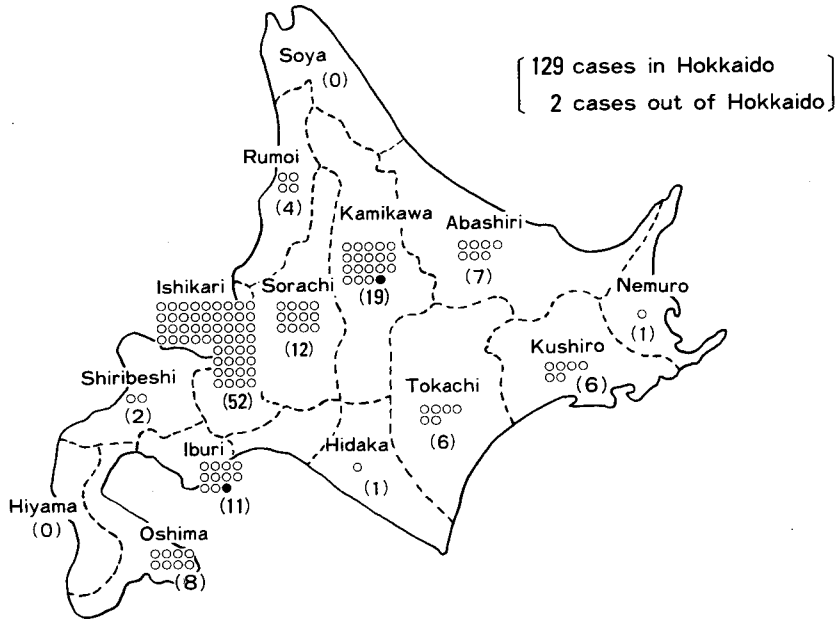 Soya
(0)
129 cases in Hokkaido
2 cases out of Hokkaido
Rumoi
(4)
Kamikawa
(19)
Abashiri
(7)
Ishikari
(52)
Sorachi
(12)
Nemuro
(1)
Shiribeshi
(2)
Kushiro
(6)
Tokachi
(6)
Iburi
(11)
Hidaka
(1)
Hiyama
(0)
Oshima
(8)